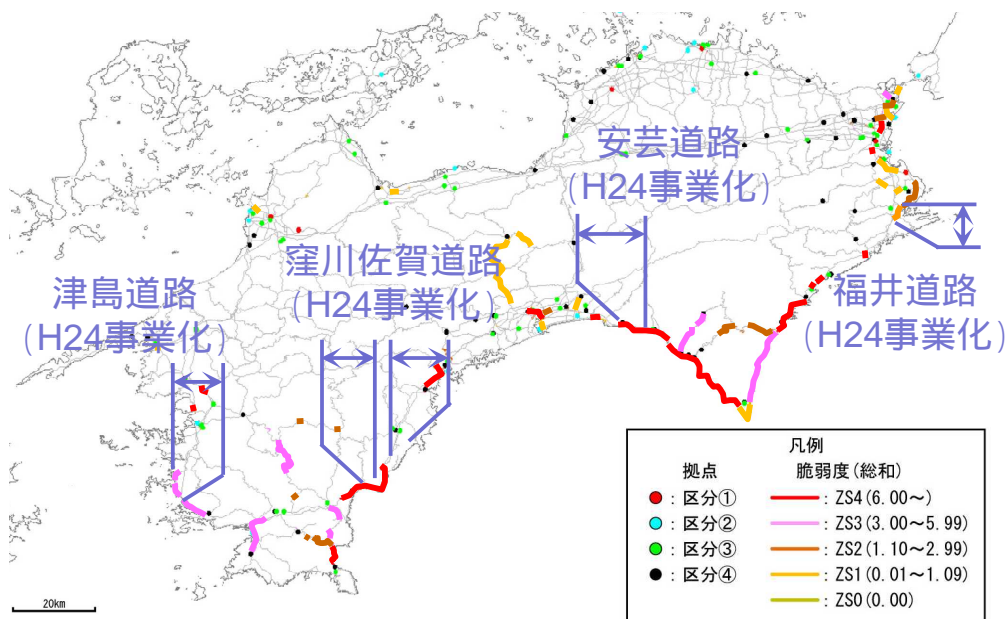 安芸道路
(H24事業化)
窪川佐賀道路
(H24事業化)
津島道路
(H24事業化)
福井道路
(H24事業化)
凡例
拠点
脆弱度(総和)
: 区分①
: ZS4(6.00～)
: 区分②
: ZS3(3.00～5.99)
: 区分③
: ZS2(1.10～2.99)
: 区分④
: ZS1(0.01～1.09)
: ZS0(0.00)
20km